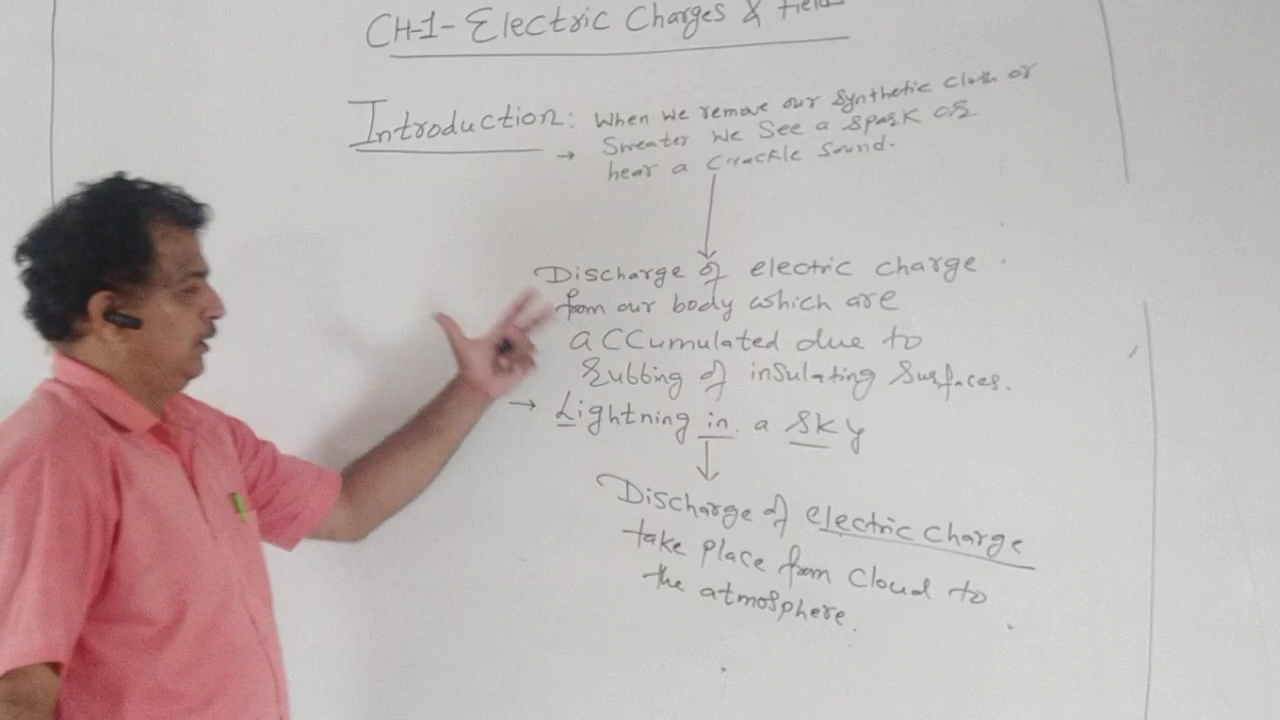 CH-1- Electric Charges & Field
Introduction: When we remove our synthetic cloth or
→ Sweater we See a spark or
hear a Crackle Sound.
Discharge of electric charge
from our body which are
accumulated due to
Rubbing of insulating Surfaces.
→ Lightning in a sky
Discharge of electric charge
take place from Cloud to
the atmosphere.